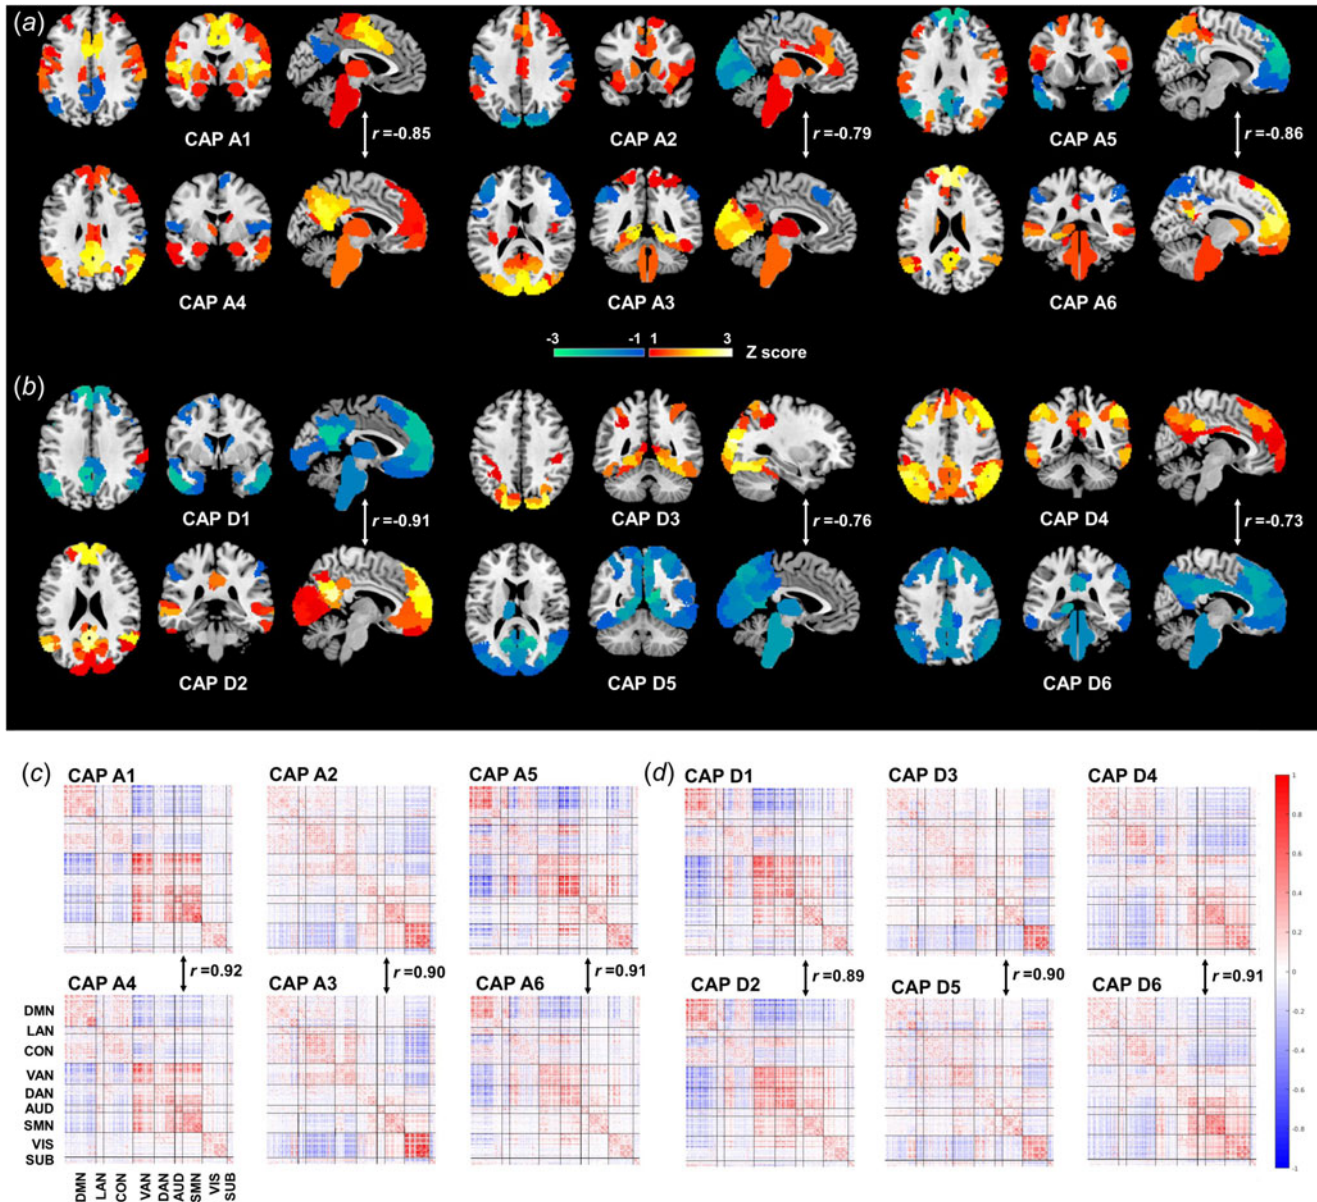 (a)
CAP A1
r =-0.85
CAP A2
r =-0.79
CAP A5
r =-0.86
CAP A4
CAP A3
CAP A6
-3 -1 1 3 Z score
(b)
CAP D1
r =-0.91
CAP D3
r =-0.76
CAP D4
r =-0.73
CAP D2
CAP D5
CAP D6
(c) CAP A1 CAP A2 CAP A5
r =0.92 r =0.90 r =0.91
CAP A4 CAP A3 CAP A6
DMN
LAN
CON
VAN
DAN
AUD
SMN
VIS
SUB
DMN LAN CON VAN DAN AUD SMN VIS SUB
(d) CAP D1 CAP D3 CAP D4
r =0.89 r =0.90 r =0.91
CAP D2 CAP D5 CAP D6
1
0.8
0.6
0.4
0.2
0
-0.2
-0.4
-0.6
-0.8
-1